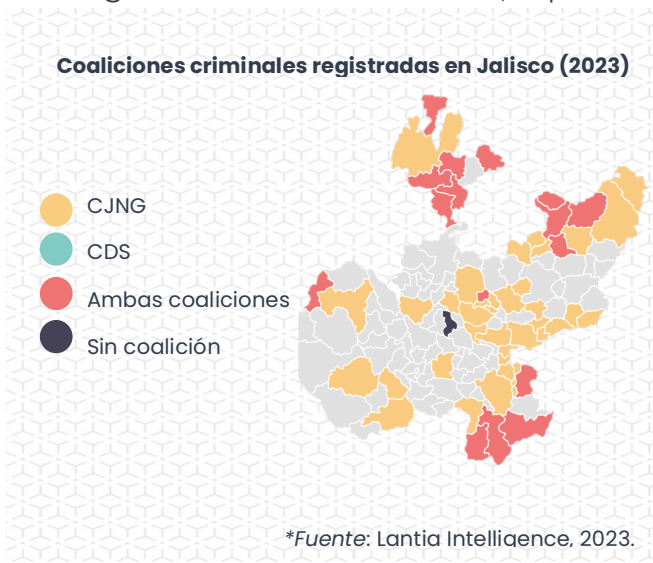 Coaliciones criminales registradas en Jalisco (2023)
CJNG
CDS
Ambas coaliciones
Sin coalición
*Fuente: Lantia Intelligence, 2023.